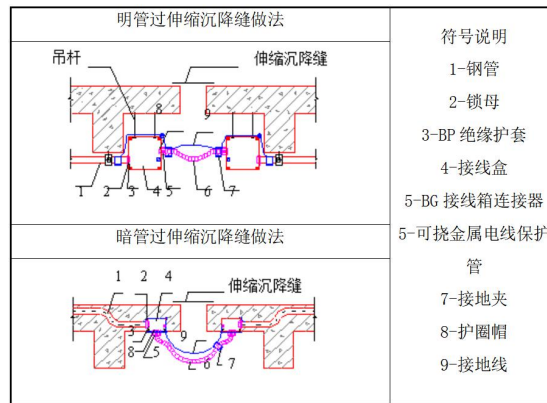 明管过伸缩沉降缝做法
吊杆
伸缩沉降缝
8
9
1 2 3 4 5 6 7
暗管过伸缩沉降缝做法
1 2 4
伸缩沉降缝
3 9
8 5 6 7
符号说明
1-钢管
2-锁母
3-BP 绝缘护套
4-接线盒
5-BG 接线箱连接器
5-可挠金属电线保护
管
7-接地夹
8-护圈帽
9-接地线